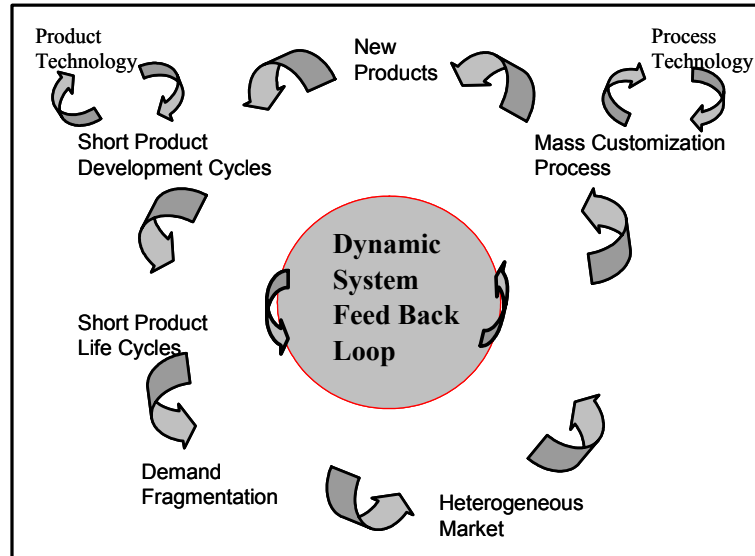 Product
Technology
New
Products
Process
Technology
Short Product
Development Cycles
Mass Customization
Process
Dynamic
System
Feed Back
Loop
Short Product
Life Cycles
Demand
Fragmentation
Heterogeneous
Market